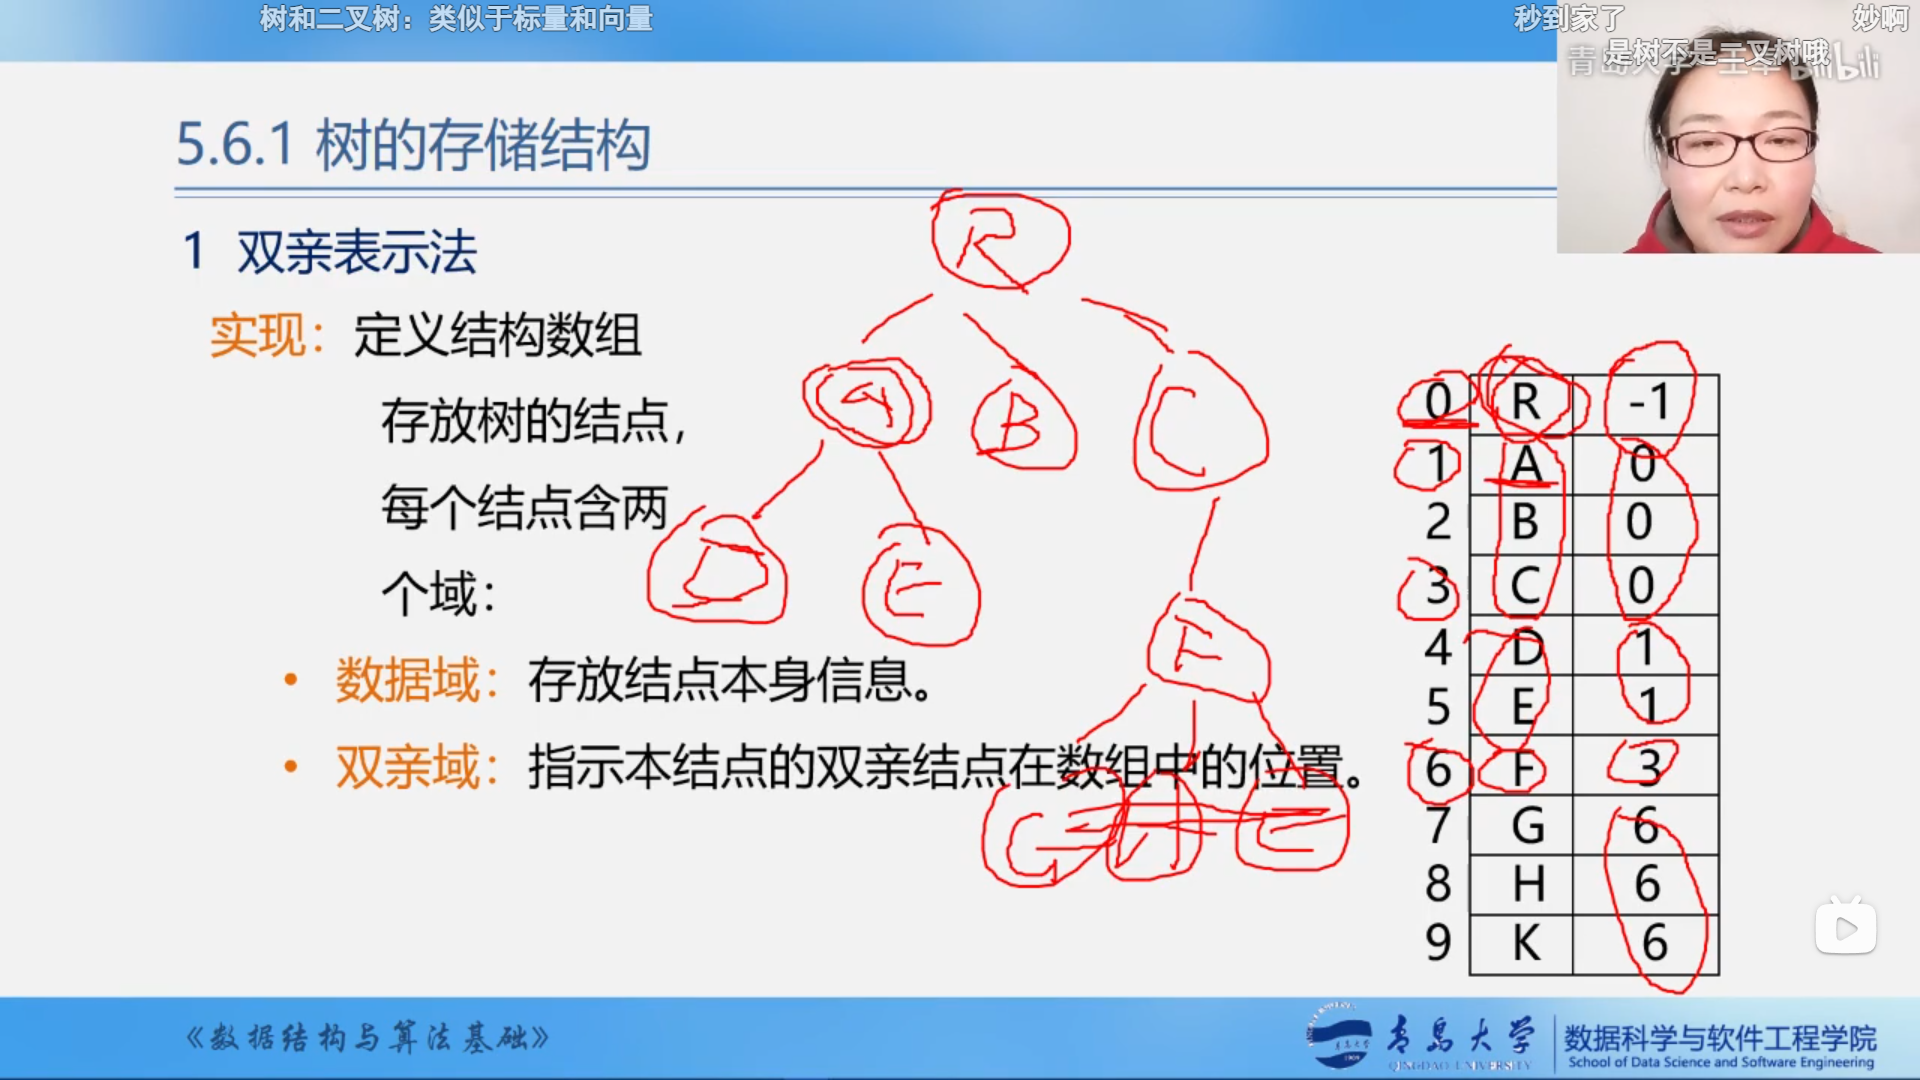 树和二叉树：类似于标量和向量
秒到家了
妙啊
是树不是二叉树哦
bilibili
5.6.1 树的存储结构
1 双亲表示法
实现：定义结构数组
存放树的结点，
每个结点含两
个域：
• 数据域：存放结点本身信息。
• 双亲域：指示本结点的双亲结点在数组中的位置。
R
A B C
D E
F
G H
0 R -1
1 A 0
2 B 0
3 C 0
4 D 1
5 E 1
6 F 3
7 G 6
8 H 6
9 K 6
《数据结构与算法基础》
青岛大学
QINGDAO UNIVERSITY
数据科学与软件工程学院
School of Data Science and Software Engineering